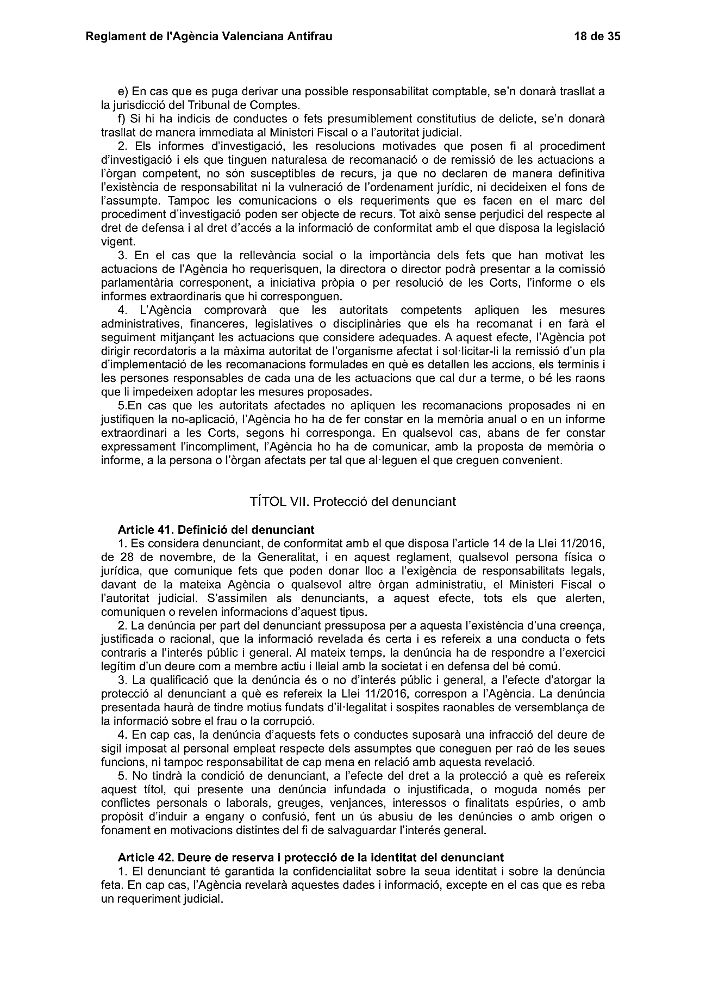 Reglament de l'Agència Valenciana Antifrau 18 de 35
e) En cas que es puga derivar una possible responsabilitat comptable, se’n donarà trasllat a
la jurisdicció del Tribunal de Comptes.
f) Si hi ha indicis de conductes o fets presumiblement constitutius de delicte, se’n donarà
trasllat de manera immediata al Ministeri Fiscal o a l’autoritat judicial.
2. Els informes d’investigació, les resolucions motivades que posen fi al procediment
d’investigació i els que tinguen naturalesa de recomanació o de remissió de les actuacions a
l’òrgan competent, no són susceptibles de recurs, ja que no declaren de manera definitiva
l’existència de responsabilitat ni la vulneració de l’ordenament jurídic, ni decideixen el fons de
l’assumpte. Tampoc les comunicacions o els requeriments que es facen en el marc del
procediment d’investigació poden ser objecte de recurs. Tot això sense perjudici del respecte al
dret de defensa i al dret d’accés a la informació de conformitat amb el que disposa la legislació
vigent.
3. En el cas que la rellevància social o la importància dels fets que han motivat les
actuacions de l’Agència ho requerisquen, la directora o director podrà presentar a la comissió
parlamentària corresponent, a iniciativa pròpia o per resolució de les Corts, l’informe o els
informes extraordinaris que hi corresponguen.
4. L’Agència comprovarà que les autoritats competents apliquen les mesures
administratives, financeres, legislatives o disciplinàries que els ha recomanat i en farà el
seguiment mitjançant les actuacions que considere adequades. A aquest efecte, l’Agència pot
dirigir recordatoris a la màxima autoritat de l’organisme afectat i sol·licitar-li la remissió d’un pla
d’implementació de les recomanacions formulades en què es detallen les accions, els terminis i
les persones responsables de cada una de les actuacions que cal dur a terme, o bé les raons
que li impedeixen adoptar les mesures proposades.
5.En cas que les autoritats afectades no apliquen les recomanacions proposades ni en
justifiquen la no-aplicació, l’Agència ho ha de fer constar en la memòria anual o en un informe
extraordinari a les Corts, segons hi corresponga. En qualsevol cas, abans de fer constar
expressament l’incompliment, l’Agència ho ha de comunicar, amb la proposta de memòria o
informe, a la persona o l’òrgan afectats per tal que al·leguen el que creguen convenient.
TÍTOL VII. Protecció del denunciant
Article 41. Definició del denunciant
1. Es considera denunciant, de conformitat amb el que disposa l’article 14 de la Llei 11/2016,
de 28 de novembre, de la Generalitat, i en aquest reglament, qualsevol persona física o
jurídica, que comunique fets que poden donar lloc a l’exigència de responsabilitats legals,
davant de la mateixa Agència o qualsevol altre òrgan administratiu, el Ministeri Fiscal o
l’autoritat judicial. S’assimilen als denunciants, a aquest efecte, tots els que alerten,
comuniquen o revelen informacions d’aquest tipus.
2. La denúncia per part del denunciant pressuposa per a aquesta l’existència d’una creença,
justificada o racional, que la informació revelada és certa i es refereix a una conducta o fets
contraris a l’interés públic i general. Al mateix temps, la denúncia ha de respondre a l’exercici
legítim d’un deure com a membre actiu i lleial amb la societat i en defensa del bé comú.
3. La qualificació que la denúncia és o no d’interés públic i general, a l’efecte d’atorgar la
protecció al denunciant a què es refereix la Llei 11/2016, correspon a l’Agència. La denúncia
presentada haurà de tindre motius fundats d’il·legalitat i sospites raonables de versemblança de
la informació sobre el frau o la corrupció.
4. En cap cas, la denúncia d’aquests fets o conductes suposarà una infracció del deure de
sigil imposat al personal empleat respecte dels assumptes que coneguen per raó de les seues
funcions, ni tampoc responsabilitat de cap mena en relació amb aquesta revelació.
5. No tindrà la condició de denunciant, a l’efecte del dret a la protecció a què es refereix
aquest títol, qui presente una denúncia infundada o injustificada, o moguda només per
conflictes personals o laborals, greuges, venjances, interessos o finalitats espúries, o amb
propòsit d’induir a engany o confusió, fent un ús abusiu de les denúncies o amb origen o
fonament en motivacions distintes del fi de salvaguardar l’interés general.
Article 42. Deure de reserva i protecció de la identitat del denunciant
1. El denunciant té garantida la confidencialitat sobre la seua identitat i sobre la denúncia
feta. En cap cas, l’Agència revelarà aquestes dades i informació, excepte en el cas que es reba
un requeriment judicial.